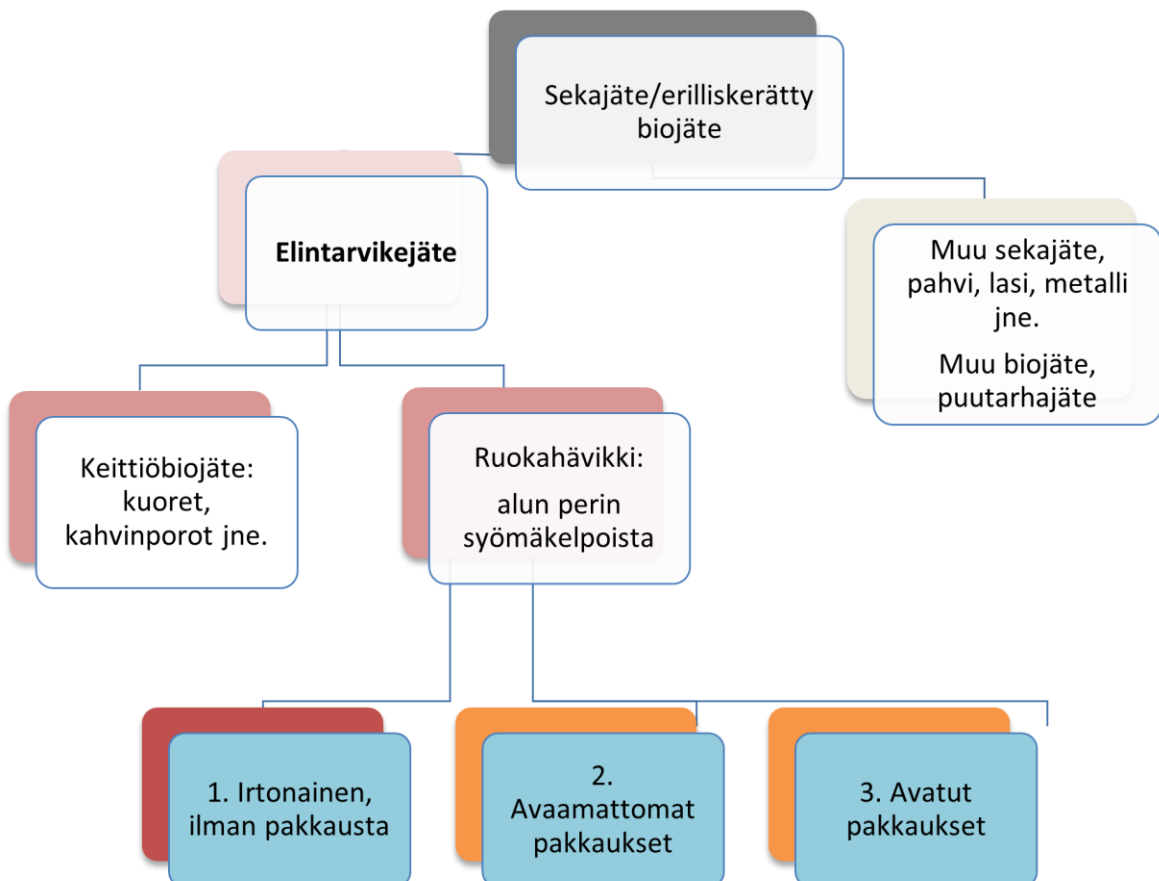 Sekajäte/erilliskerätty
biojäte
Elintarvikejäte
Muu sekajäte,
pahvi, lasi, metalli
jne.
Muu biojäte,
puutarhajäte
Keittiöbiojäte:
kuoret,
kahvinporot jne.
Ruokahävikki:
alun perin
syömäkelpoista
1. Irtonainen,
ilman pakkausta
2.
Avaamattomat
pakkaukset
3. Avatut
pakkaukset